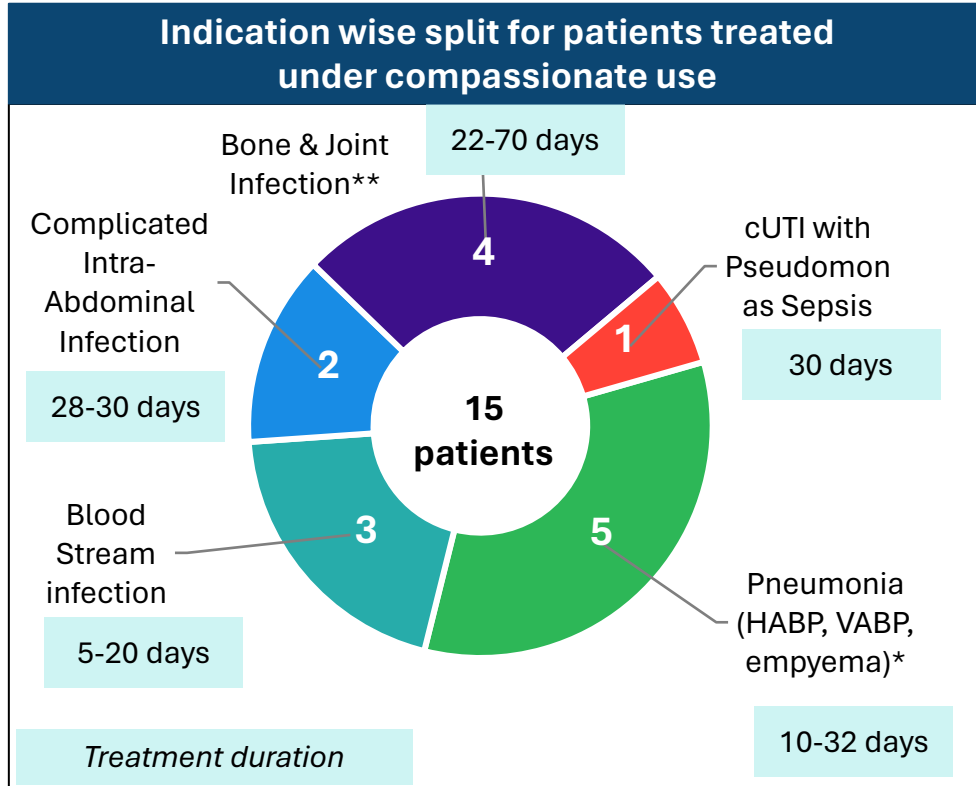 Indication wise split for patients treated
under compassionate use
Bone & Joint
Infection**
22-70 days
4
Complicated
Intra-
Abdominal
Infection
28-30 days
2
cUTI with
Pseudomon
as Sepsis
30 days
1
15
patients
Blood
Stream
infection
5-20 days
3
5
Pneumonia
(HABP, VABP,
empyema)*
10-32 days
Treatment duration